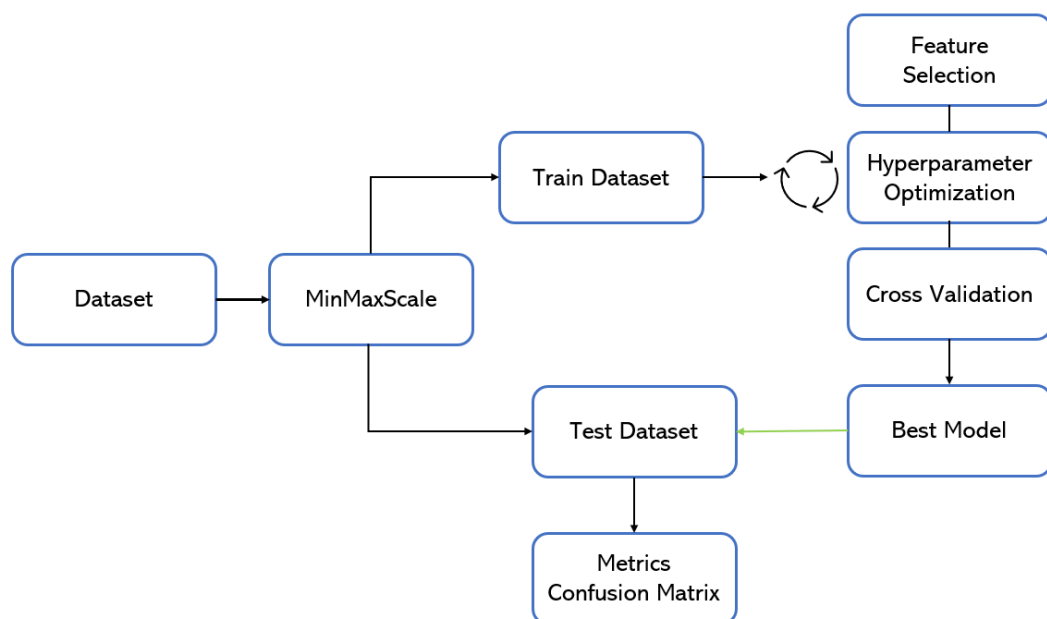 Feature
Selection
Train Dataset
Hyperparameter
Optimization
Dataset
MinMaxScale
Cross Validation
Test Dataset
Best Model
Metrics
Confusion Matrix